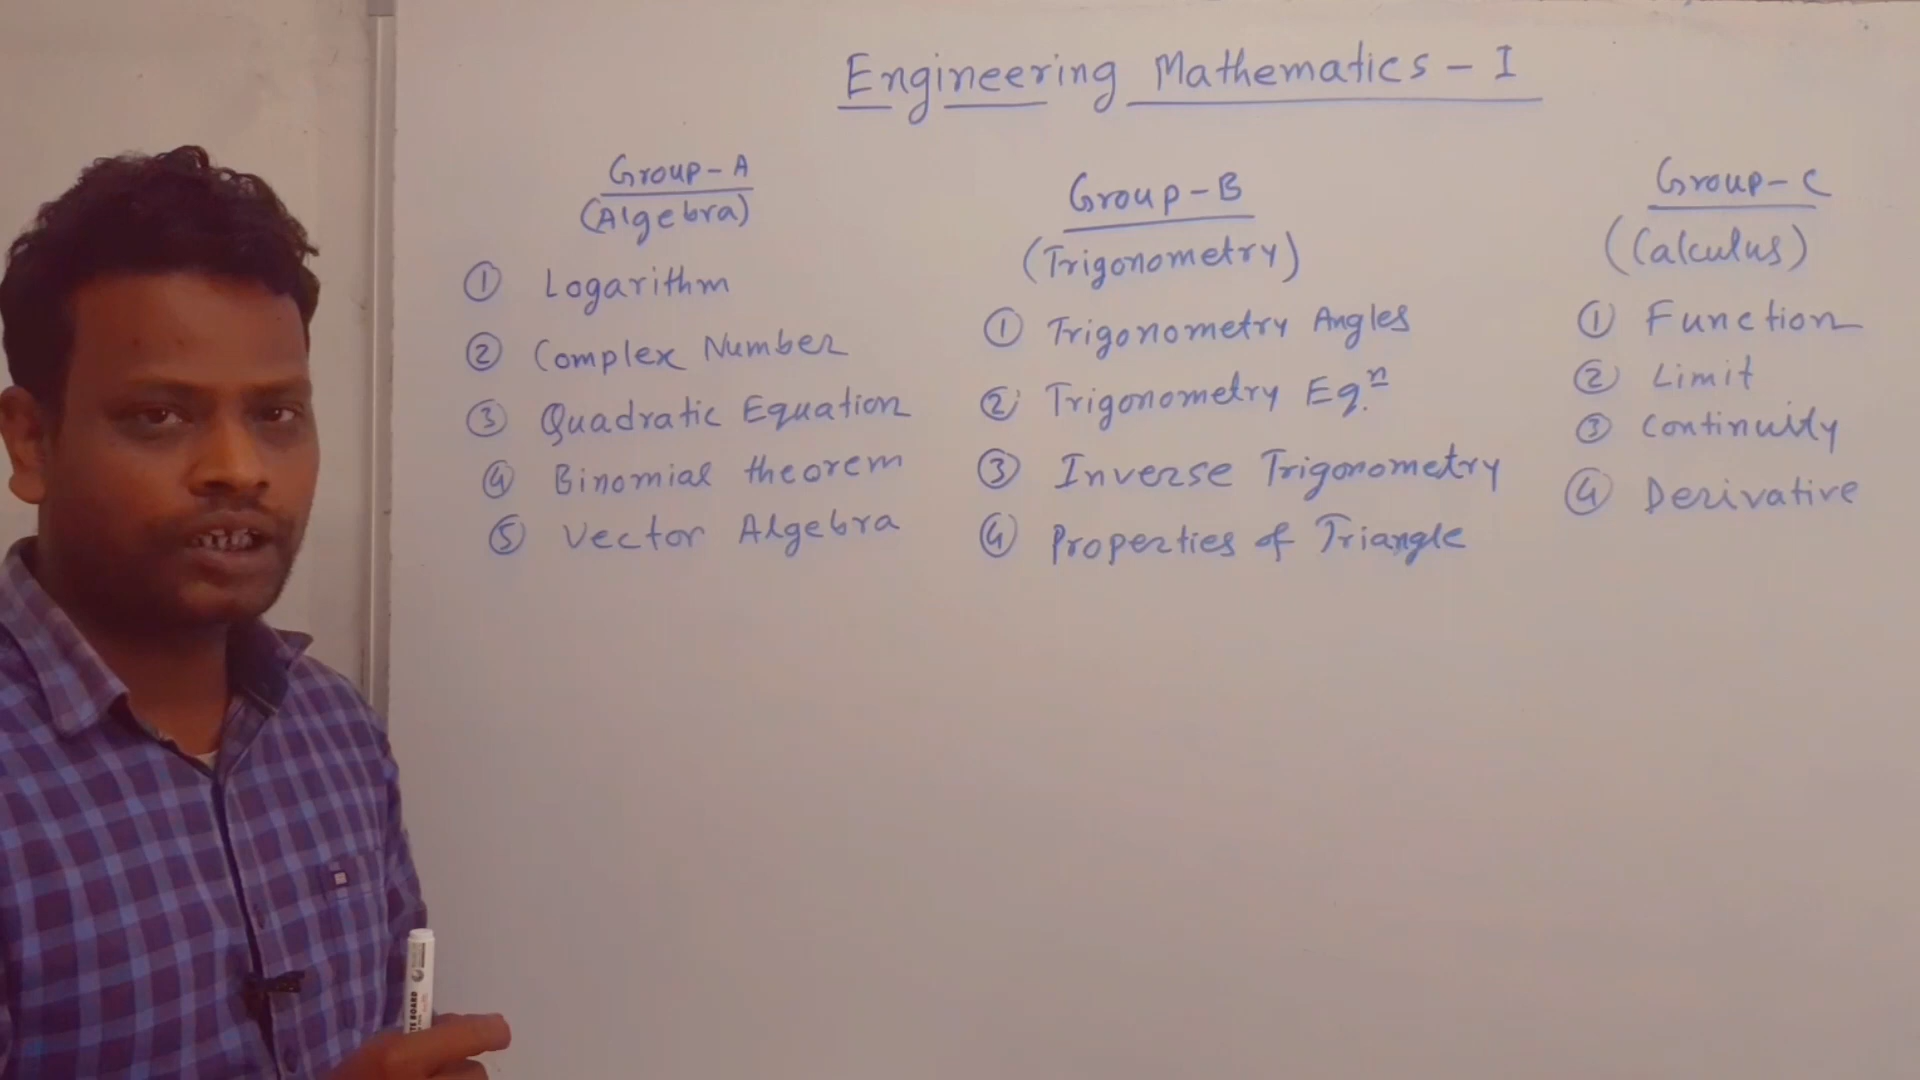 Engineering Mathematics - I
Group-A
(Algebra)
① Logarithm
② Complex Number
③ Quadratic Equation
④ Binomial theorem
⑤ Vector Algebra
Group-B
(Trigonometry)
① Trigonometry Angles
② Trigonometry Eq.ⁿ
③ Inverse Trigonometry
④ Properties of Triangle
Group-C
(Calculus)
① Function
② Limit
③ Continuity
④ Derivative